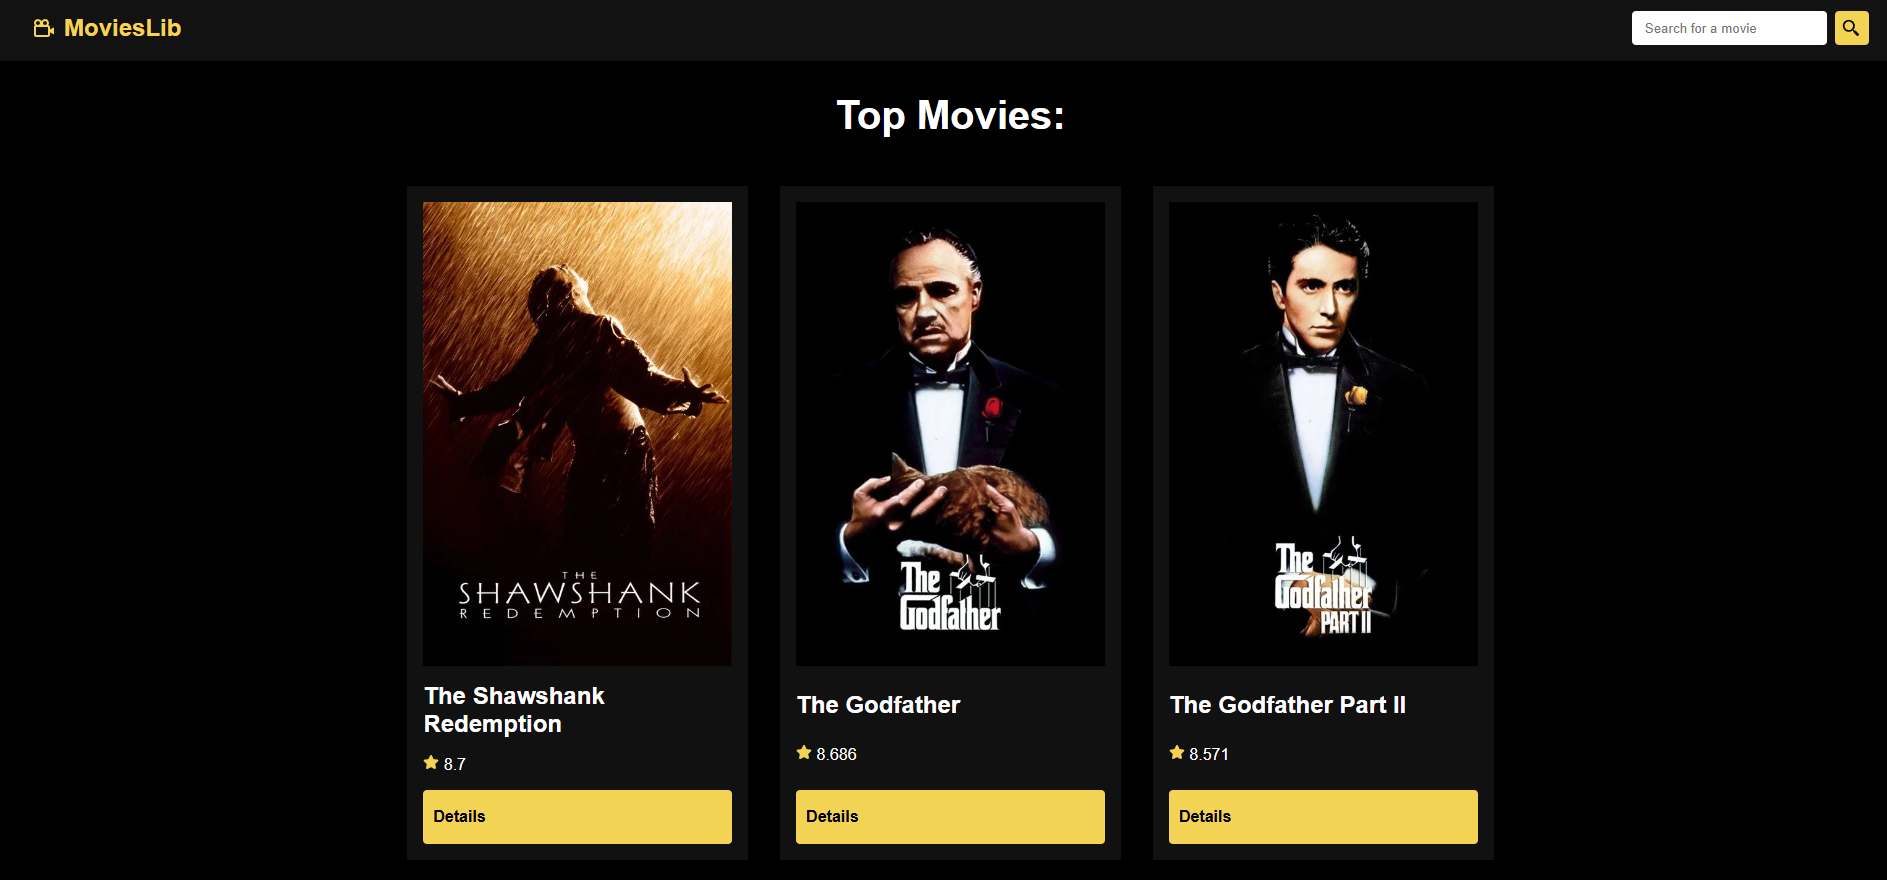 MoviesLib
Search for a movie
Top Movies:
THE
SHAWSHANK
REDEMPTION
The
Godfather
The
Godfather
PART II
The Shawshank
Redemption
8.7
Details
The Godfather
8.686
Details
The Godfather Part II
8.571
Details